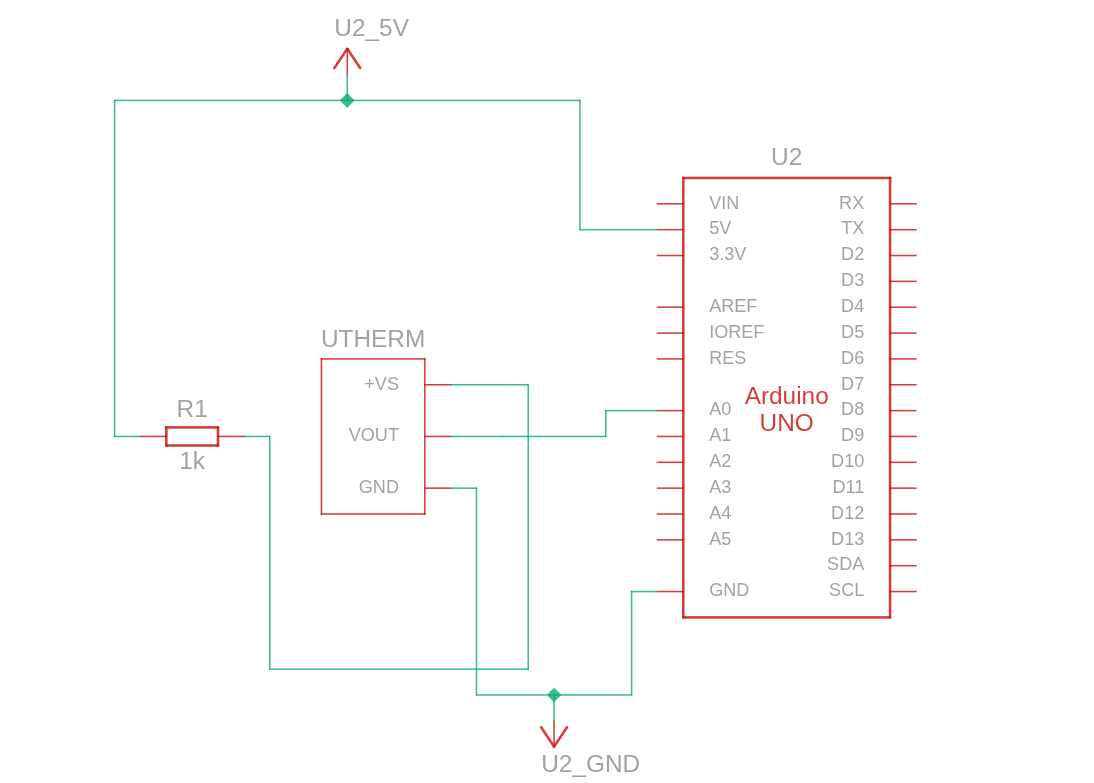 U2_5V
U2
VIN RX
5V TX
3.3V D2
D3
AREF D4
IOREF D5
RES D6
D7
A0 D8
A1 D9
A2 D10
A3 D11
A4 D12
A5 D13
SDA
GND SCL
Arduino
UNO
UTHERM
+VS
VOUT
GND
R1
1k
U2_GND